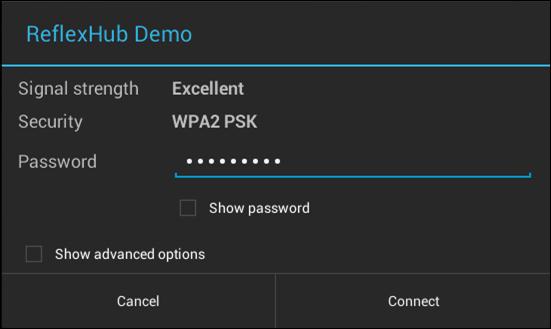 ReflexHub Demo
Signal strength Excellent
Security WPA2 PSK
Password •••••••••
Show password
Show advanced options
Cancel Connect